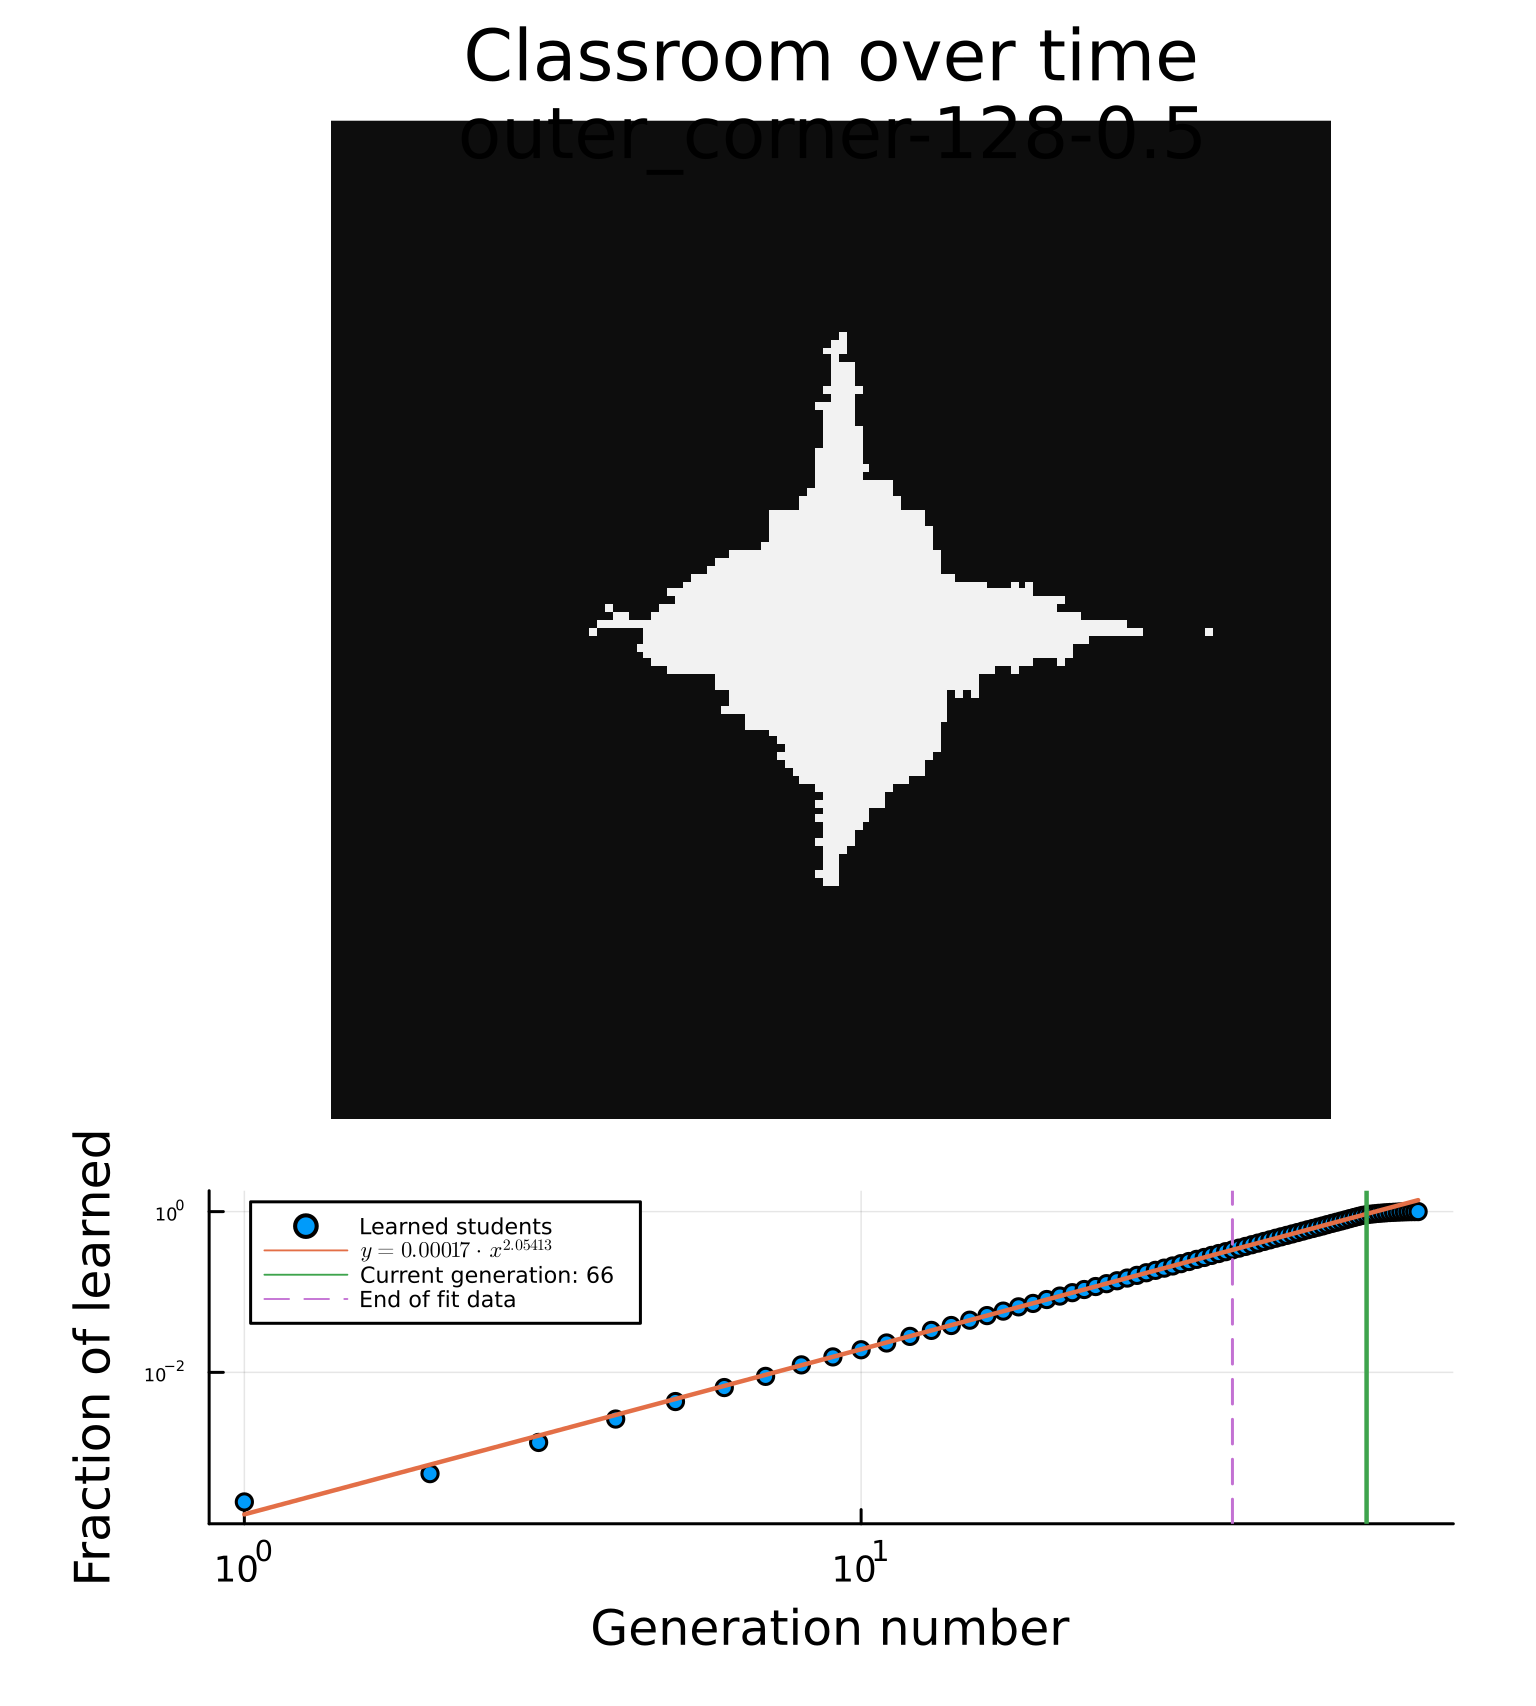 Classroom over time
outer_corner-128-0.5
Fraction of learned
10⁰
10⁻²
Learned students
y = 0.00017 · x^2.05413
Current generation: 66
End of fit data
10⁰
10¹
Generation number